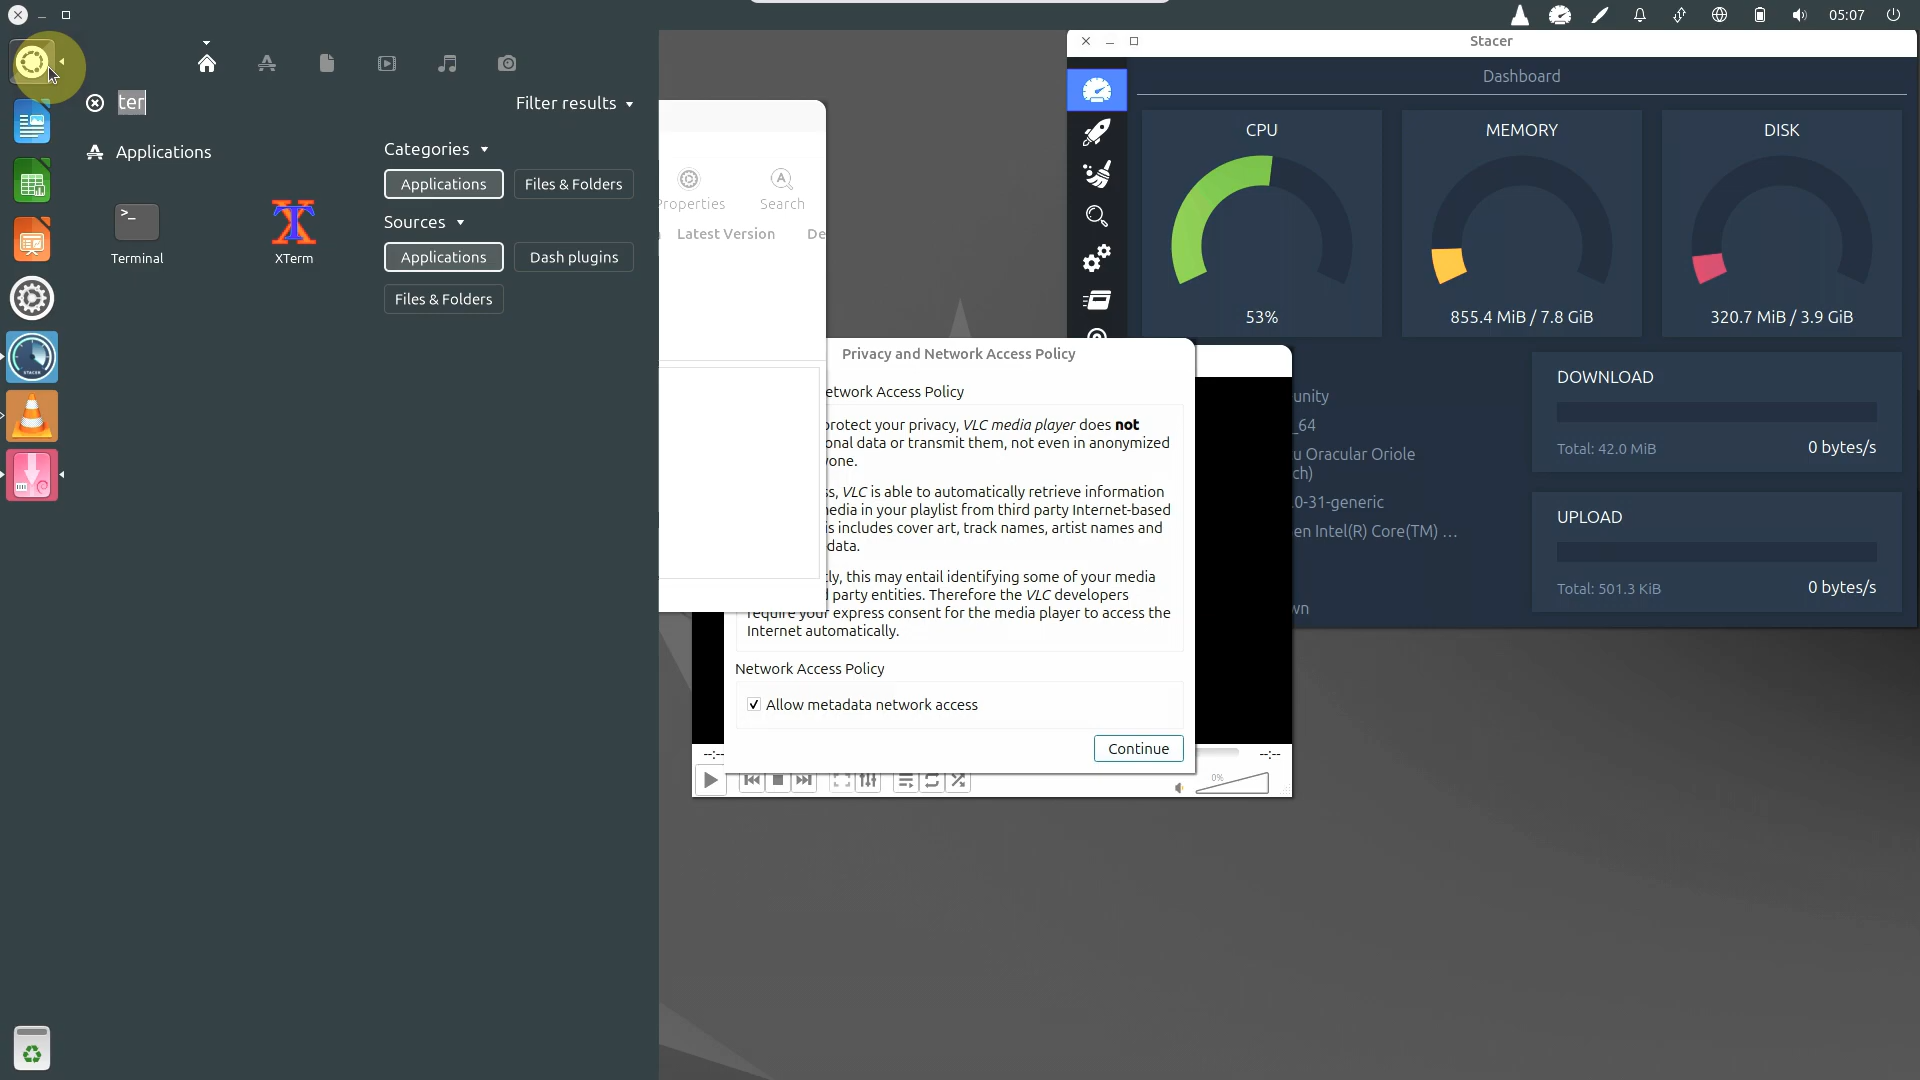 05:07
ter
Filter results
Applications
Categories
Applications
Files & Folders
Sources
Applications
Dash plugins
Files & Folders
Terminal
XTerm
Properties
Search
Latest Version
De
Stacer
Dashboard
CPU
MEMORY
DISK
53%
855.4 MiB / 7.8 GiB
320.7 MiB / 3.9 GiB
Privacy and Network Access Policy
etwork Access Policy
protect your privacy, VLC media player does not
onal data or transmit them, not even in anonymized
yone.
ss, VLC is able to automatically retrieve information
media in your playlist from third party Internet-based
is includes cover art, track names, artist names and
data.
tly, this may entail identifying some of your media
party entities. Therefore the VLC developers
require your express consent for the media player to access the
Internet automatically.
Network Access Policy
Allow metadata network access
Continue
--:--
--:--
0%
unity
_64
u Oracular Oriole
ch)
.0-31-generic
en Intel(R) Core(TM) ...
wn
DOWNLOAD
Total: 42.0 MiB
0 bytes/s
UPLOAD
Total: 501.3 KiB
0 bytes/s